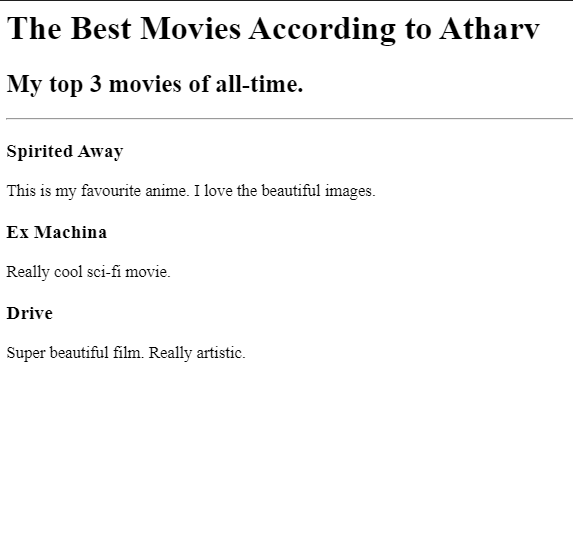 The Best Movies According to Atharv
My top 3 movies of all-time.
Spirited Away
This is my favourite anime. I love the beautiful images.
Ex Machina
Really cool sci-fi movie.
Drive
Super beautiful film. Really artistic.